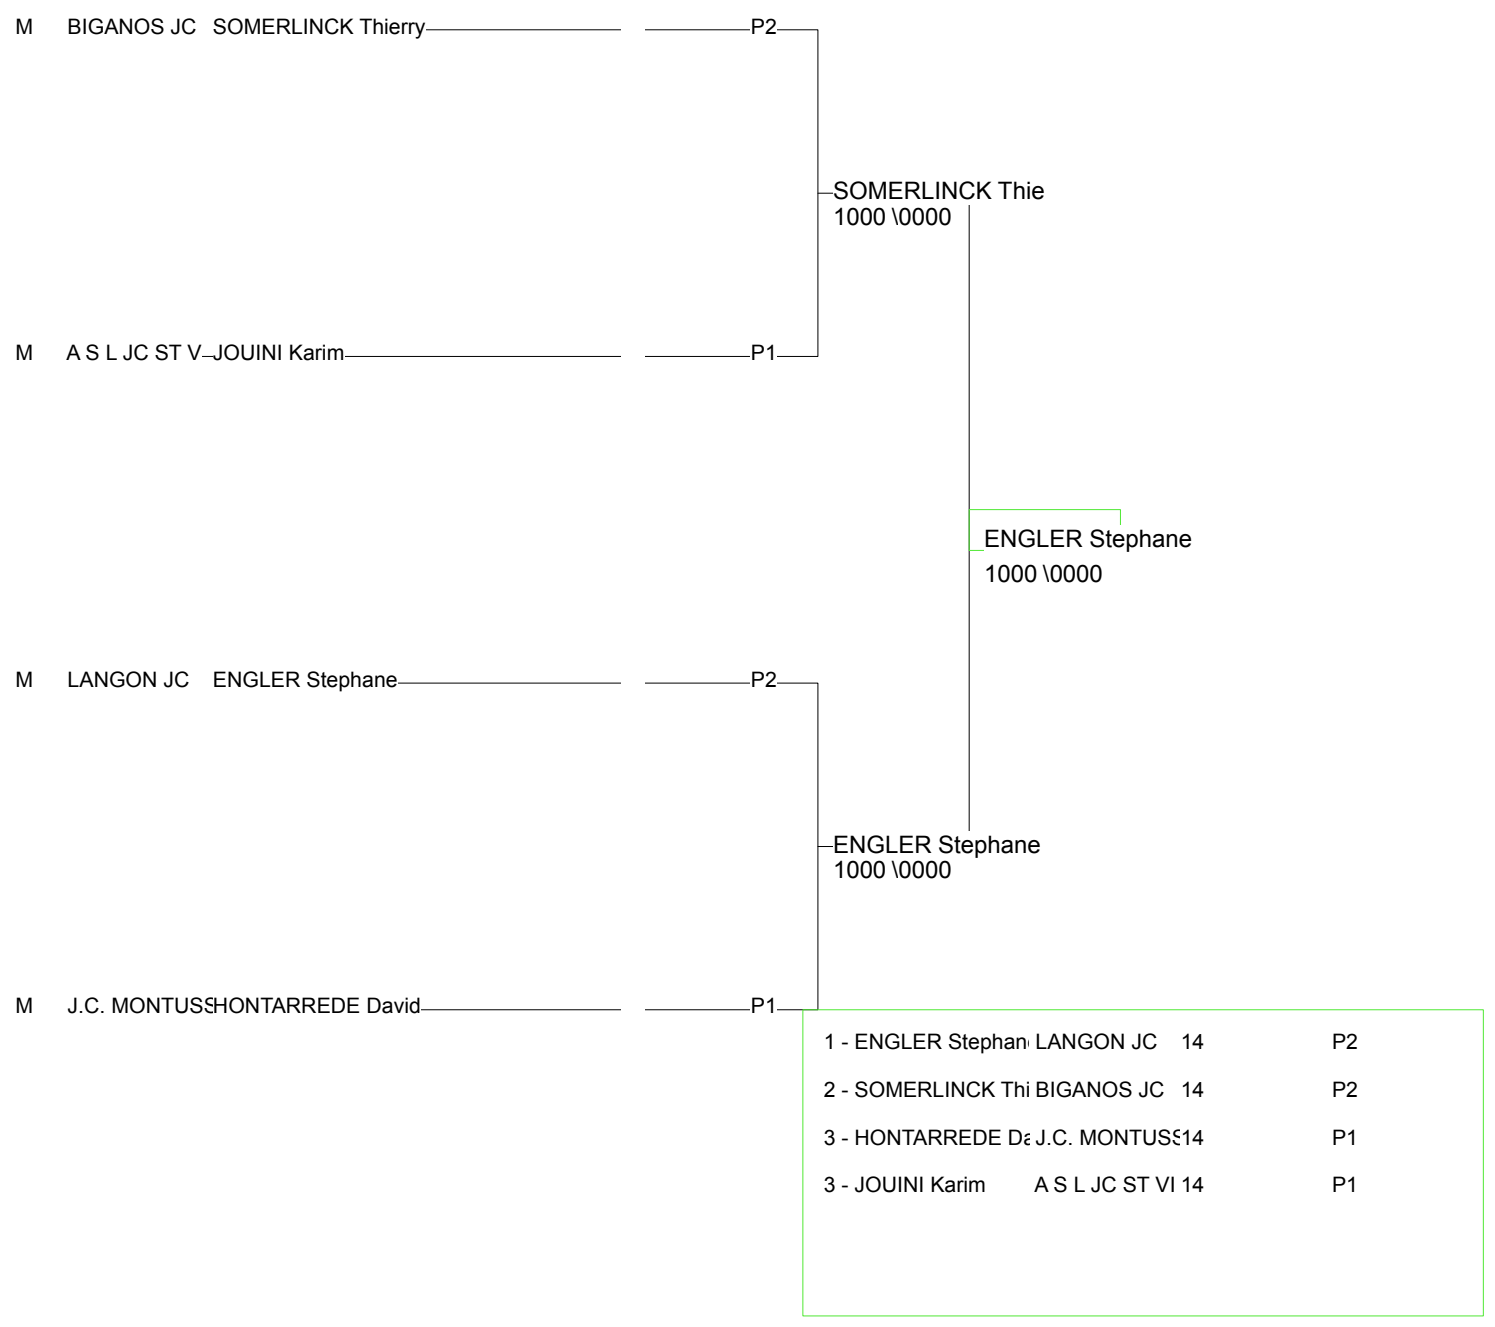 M BIGANOS JC SOMERLINCK Thierry P2
SOMERLINCK Thie
1000 \0000
M A S L JC ST V JOUINI Karim P1
ENGLER Stephane
1000 \0000
M LANGON JC ENGLER Stephane P2
ENGLER Stephane
1000 \0000
M J.C. MONTUSS HONTARREDE David P1
1 - ENGLER Stephan LANGON JC 14 P2
2 - SOMERLINCK Thi BIGANOS JC 14 P2
3 - HONTARREDE Da J.C. MONTUSS 14 P1
3 - JOUINI Karim A S L JC ST VI 14 P1